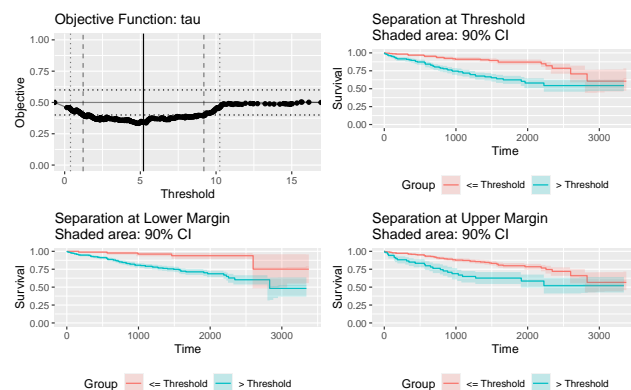 Objective Function: tau
1.00
0.75
0.50
0.25
0.00
Objective
0
5
10
15
Threshold
Separation at Threshold
Shaded area: 90% CI
1.00
0.75
0.50
0.25
0.00
Survival
0
1000
2000
3000
Time
Group <= Threshold > Threshold
Separation at Lower Margin
Shaded area: 90% CI
1.00
0.75
0.50
0.25
0.00
Survival
0
1000
2000
3000
Time
Group <= Threshold > Threshold
Separation at Upper Margin
Shaded area: 90% CI
1.00
0.75
0.50
0.25
0.00
Survival
0
1000
2000
3000
Time
Group <= Threshold > Threshold